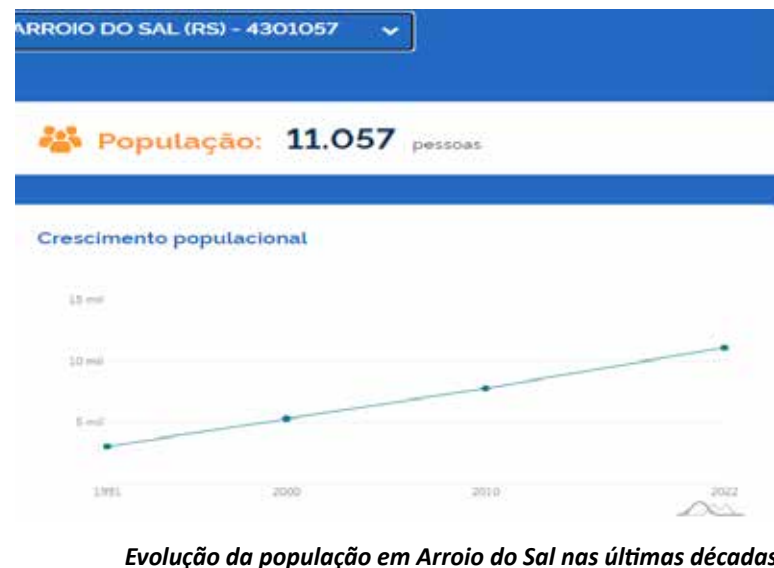 ARROIO DO SAL (RS) - 4301057
População: 11.057 pessoas
Crescimento populacional
15 mil
10 mil
5 mil
1991 2000 2010 2022
Evolução da população em Arroio do Sal nas últimas décadas